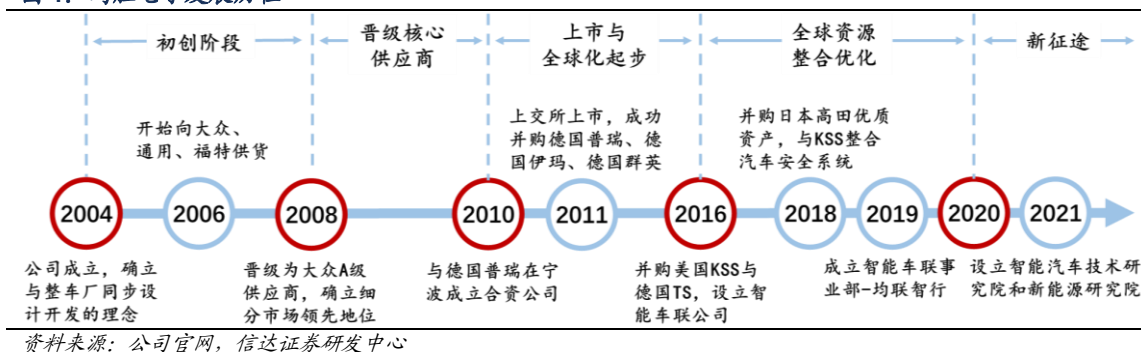 初创阶段
晋级核心
供应商
上市与
全球化起步
全球资源
整合优化
新征途
开始向大众、
通用、福特供货
上交所上市，成功
并购德国普瑞、德
国伊玛、德国群英
并购日本高田优质
资产，与KSS整合
汽车安全系统
2004
2006
2008
2010
2011
2016
2018
2019
2020
2021
公司成立，确立
与整车厂同步设
计开发的理念
晋级为大众A级
供应商，确立细
分市场领先地位
与德国普瑞在宁
波成立合资公司
并购美国KSS与
德国TS，设立智
能车联公司
成立智能车联事
业部-均联智行
设立智能汽车技术研
究院和新能源研究院
资料来源：公司官网，信达证券研发中心